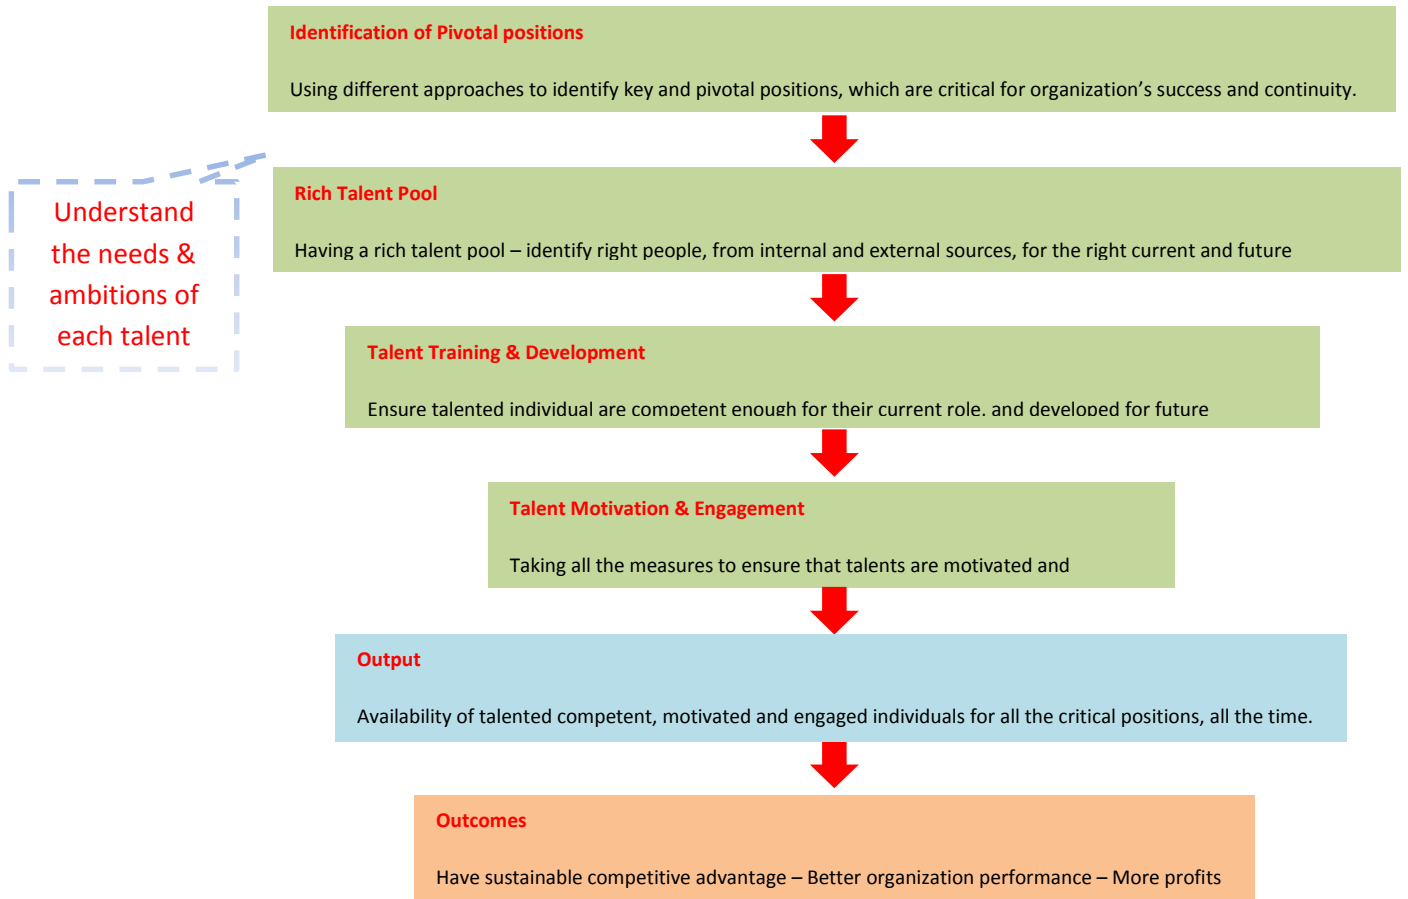 Identification of Pivotal positions
Using different approaches to identify key and pivotal positions, which are critical for organization’s success and continuity.
Understand
the needs &
ambitions of
each talent
Rich Talent Pool
Having a rich talent pool – identify right people, from internal and external sources, for the right current and future
Talent Training & Development
Ensure talented individual are competent enough for their current role, and developed for future
Talent Motivation & Engagement
Taking all the measures to ensure that talents are motivated and
Output
Availability of talented competent, motivated and engaged individuals for all the critical positions, all the time.
Outcomes
Have sustainable competitive advantage – Better organization performance – More profits